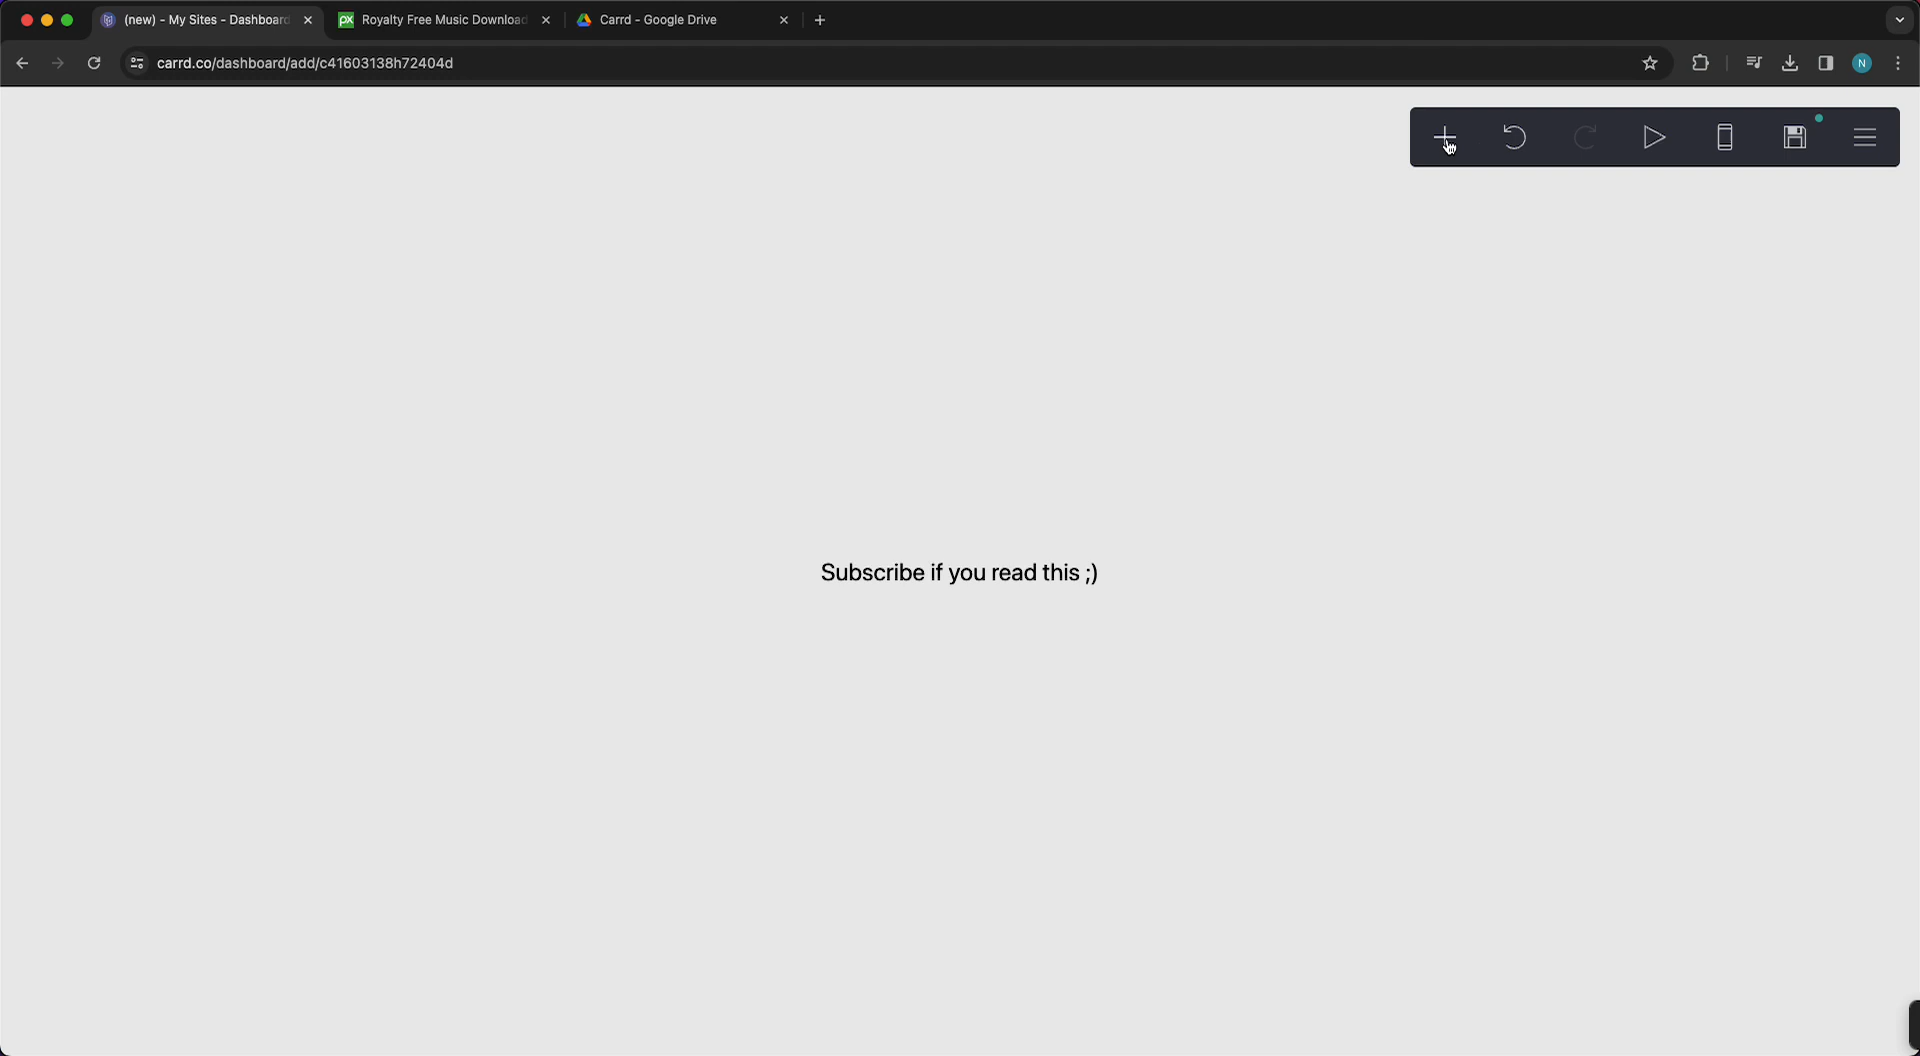 (new) - My Sites - Dashboard
Royalty Free Music Download
Carrd - Google Drive
carrd.co/dashboard/add/c41603138h72404d
N
Subscribe if you read this ;)